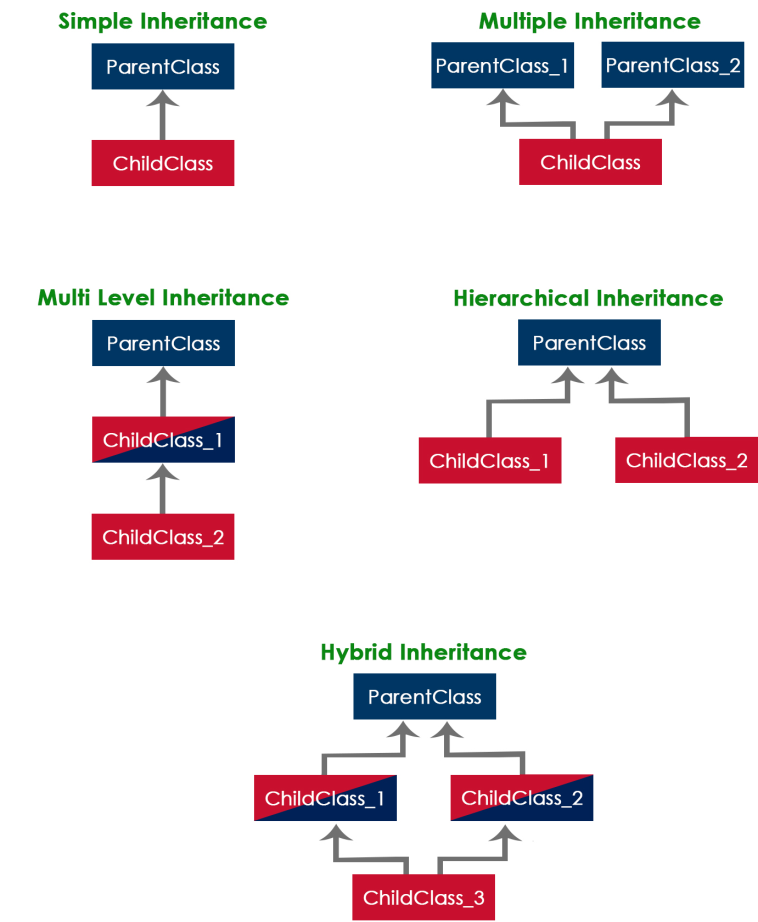 Simple Inheritance
ParentClass
ChildClass
Multiple Inheritance
ParentClass_1 ParentClass_2
ChildClass
Multi Level Inheritance
ParentClass
ChildClass_1
ChildClass_2
Hierarchical Inheritance
ParentClass
ChildClass_1 ChildClass_2
Hybrid Inheritance
ParentClass
ChildClass_1 ChildClass_2
ChildClass_3